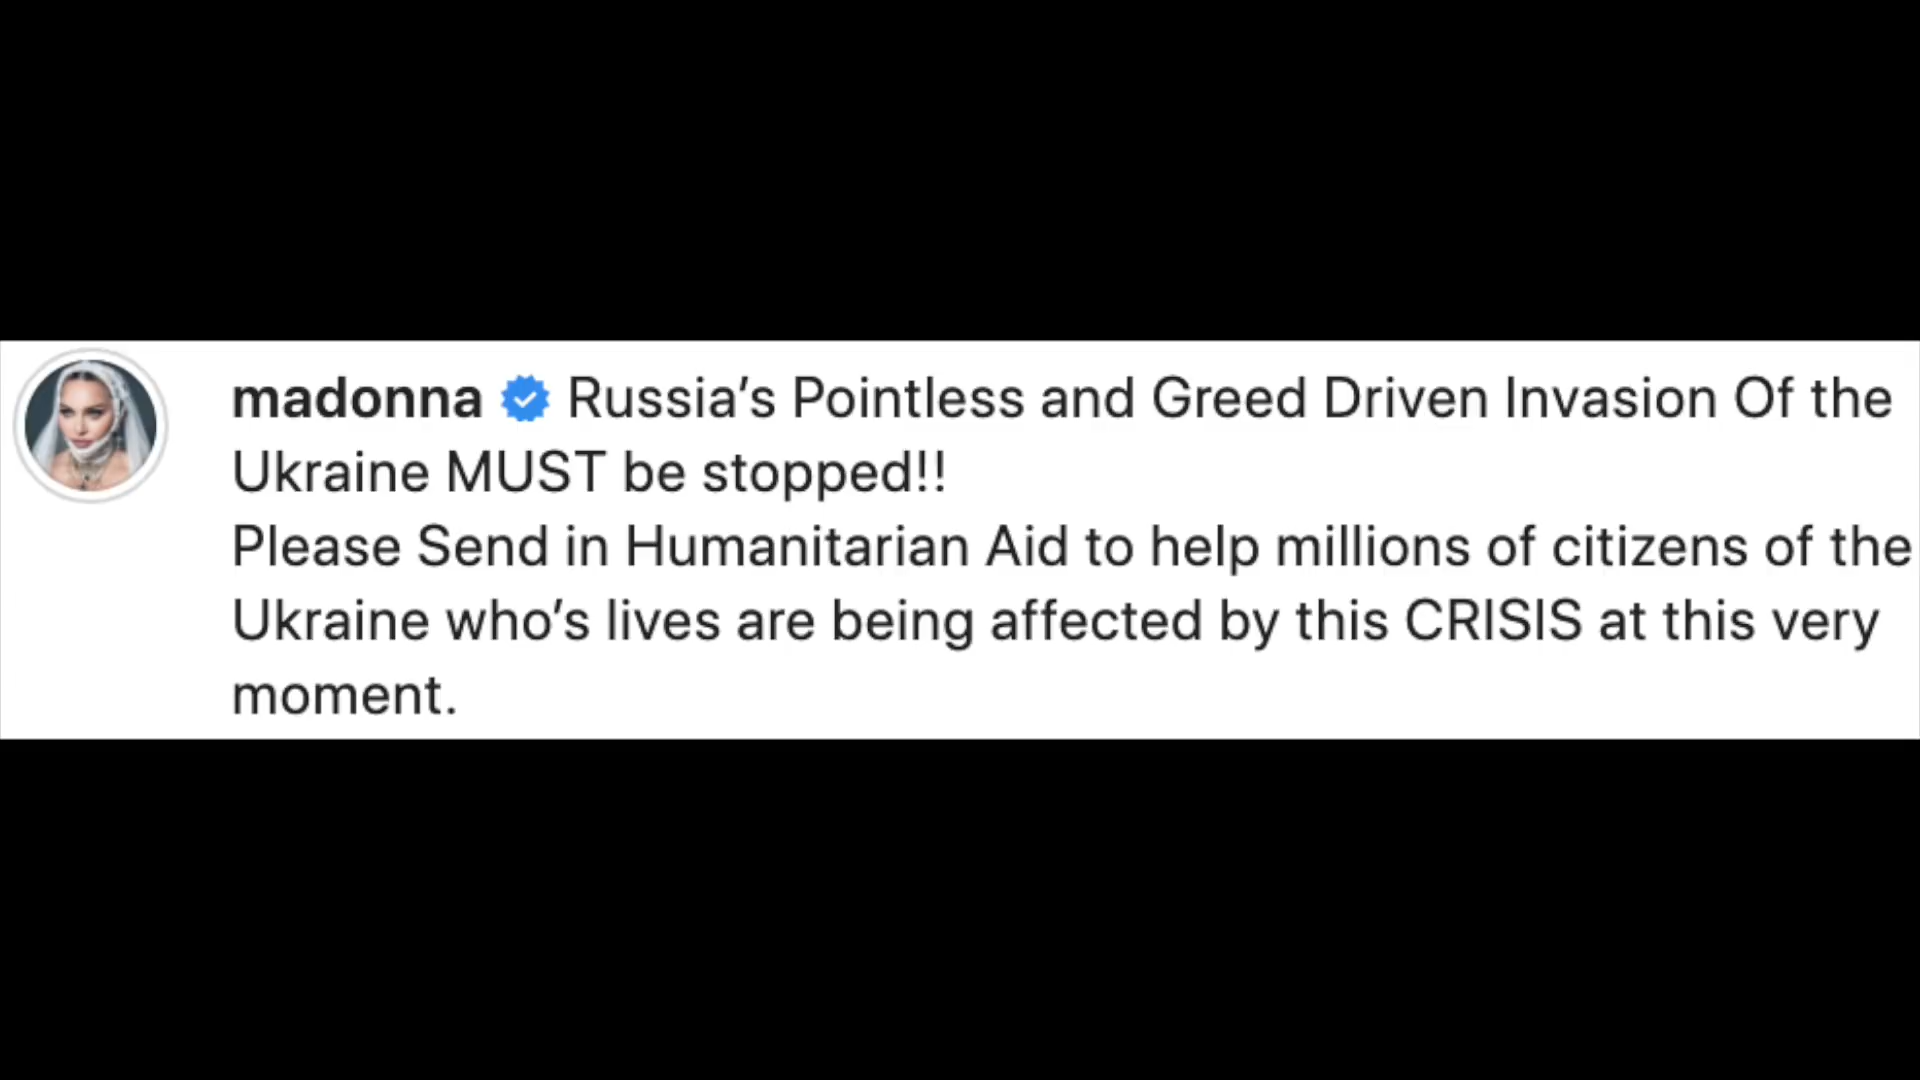 madonna Russia’s Pointless and Greed Driven Invasion Of the
Ukraine MUST be stopped!!
Please Send in Humanitarian Aid to help millions of citizens of the
Ukraine who’s lives are being affected by this CRISIS at this very
moment.